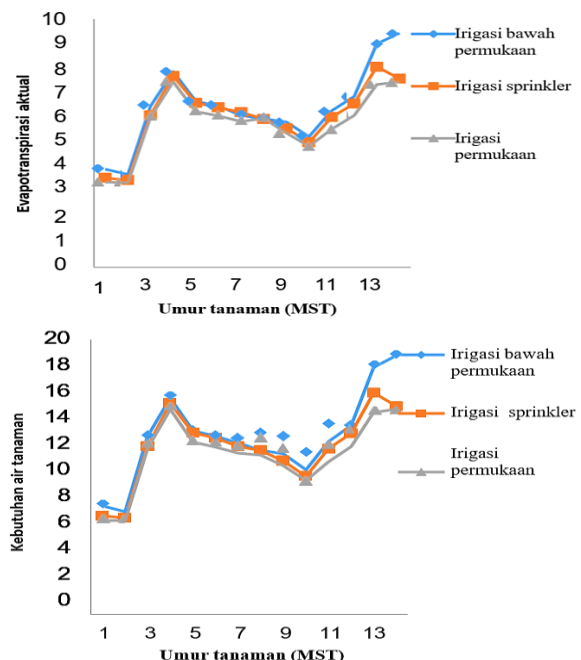 10
9
8
7
6
5
4
3
2
1
0
Evapotranspirasi aktual
1 3 5 7 9 11 13
Umur tanaman (MST)
Irigasi bawah
permukaan
Irigasi sprinkler
Irigasi
permukaan
20
18
16
14
12
10
8
6
4
2
0
Kebutuhan air tanaman
1 3 5 7 9 11 13
Umur tanaman (MST)
Irigasi bawah
permukaan
Irigasi sprinkler
Irigasi
permukaan